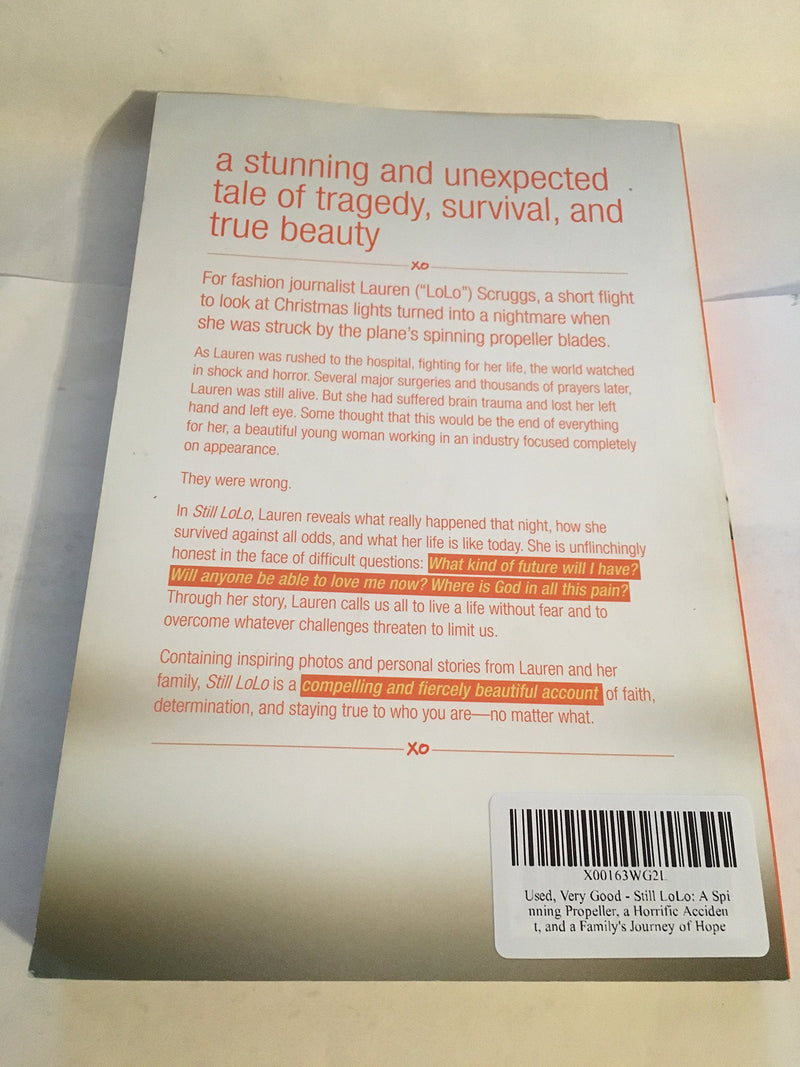 a stunning and unexpected
tale of tragedy, survival, and
true beauty
xo
For fashion journalist Lauren (“LoLo”) Scruggs, a short flight
to look at Christmas lights turned into a nightmare when
she was struck by the plane’s spinning propeller blades.
As Lauren was rushed to the hospital, fighting for her life, the world watched
in shock and horror. Several major surgeries and thousands of prayers later,
Lauren was still alive. But she had suffered brain trauma and lost her left
hand and left eye. Some thought that this would be the end of everything
for her, a beautiful young woman working in an industry focused completely
on appearance.
They were wrong.
In Still LoLo, Lauren reveals what really happened that night, how she
survived against all odds, and what her life is like today. She is unflinchingly
honest in the face of difficult questions: What kind of future will I have?
Will anyone be able to love me now? Where is God in all this pain?
Through her story, Lauren calls us all to live a life without fear and to
overcome whatever challenges threaten to limit us.
Containing inspiring photos and personal stories from Lauren and her
family, Still LoLo is a compelling and fiercely beautiful account of faith,
determination, and staying true to who you are—no matter what.
xo
X00163WG2L
Used, Very Good - Still LoLo: A Spi
nning Propeller, a Horrific Acciden
t, and a Family's Journey of Hope